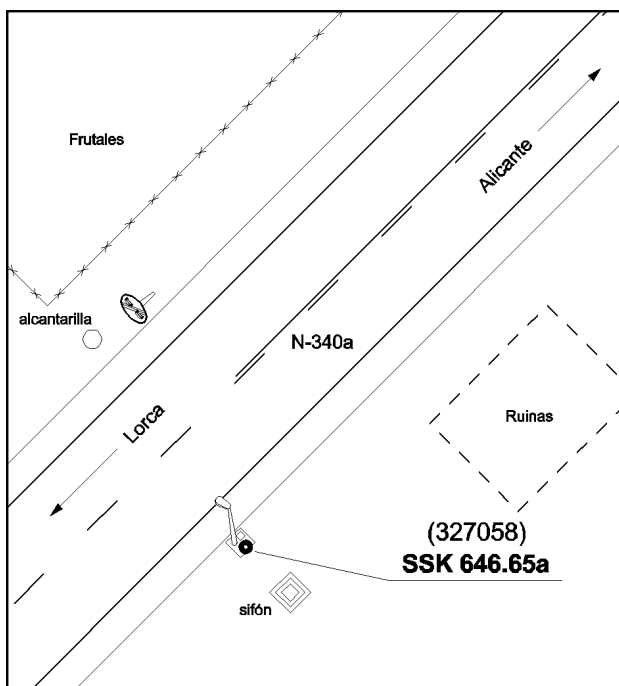 Frutales
Alicante
alcantarilla
N-340a
Lorca
Ruinas
(327058)
SSK 646.65a
sifón